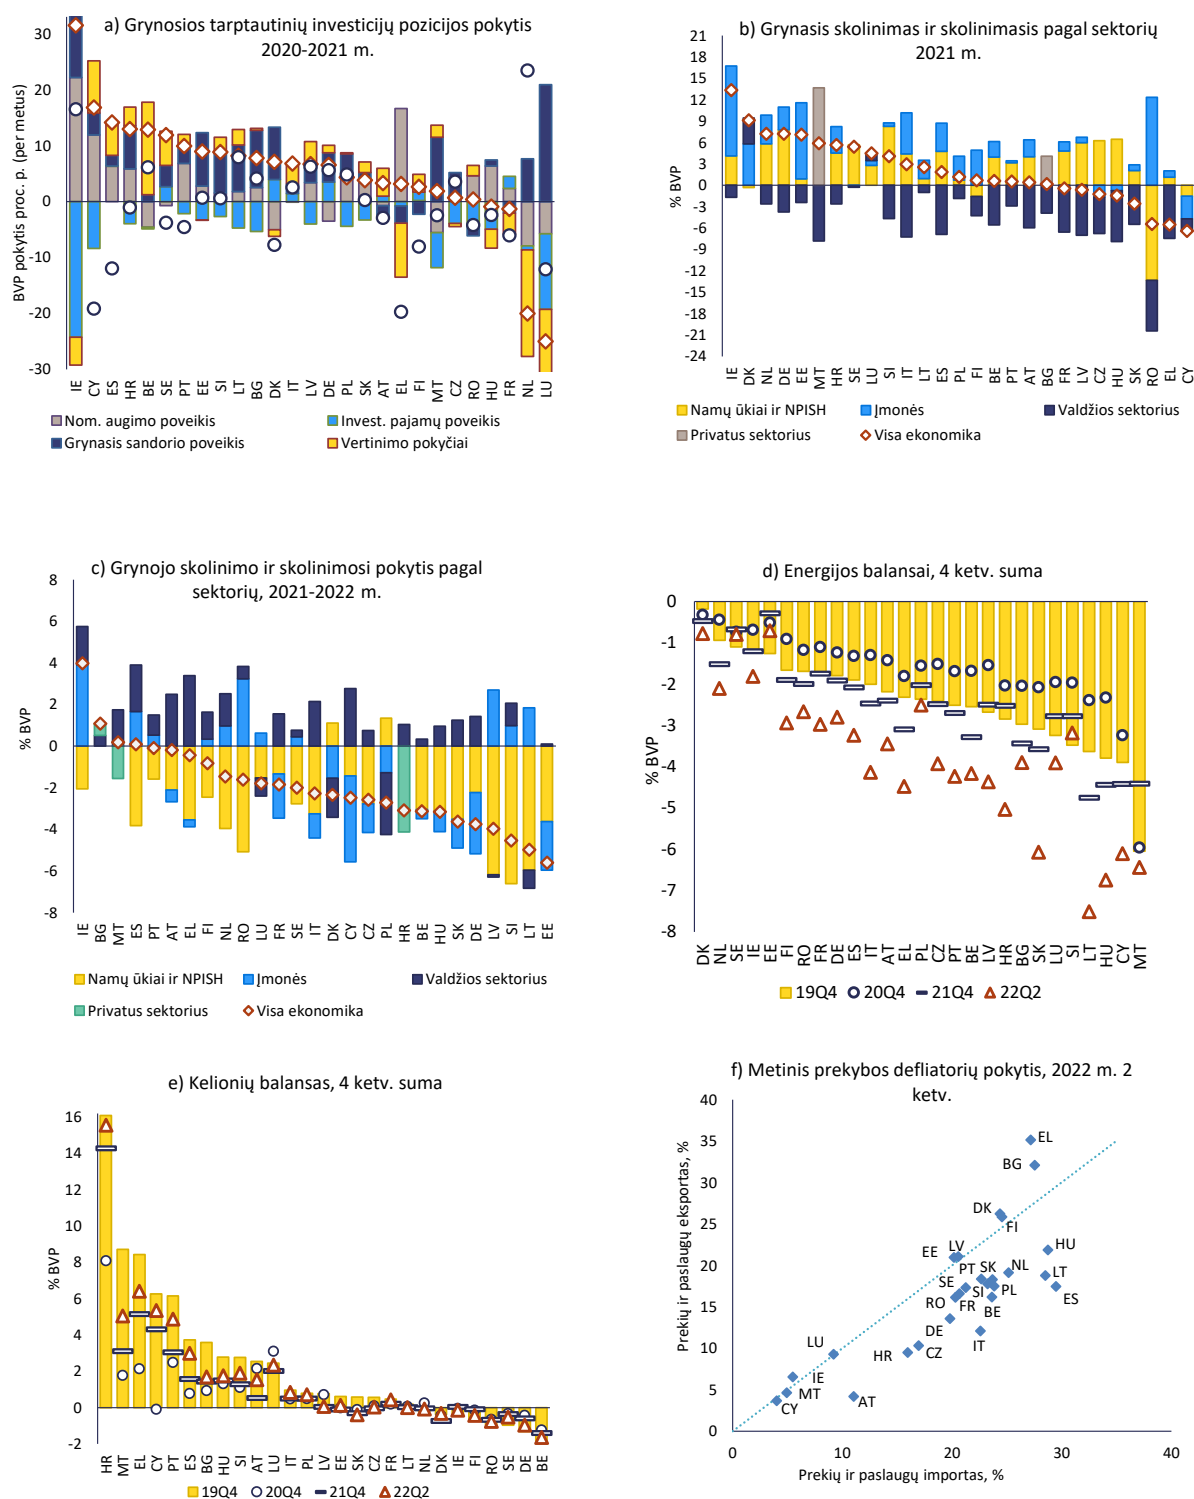 a) Grynosios tarptautinių investicijų pozicijos pokytis
2020-2021 m.
BVP pokytis proc. p. (per metus)
30
20
10
0
-10
-20
-30
IE CY ES HR BE SE PT EE SI LT BG DK IT LV DE PL SK AT EL FI MT CZ RO HU FR NL LU
Nom. augimo poveikis
Invest. pajamų poveikis
Grynasis sandorio poveikis
Vertinimo pokyčiai
b) Grynasis skolinimas ir skolinimasis pagal sektorių
2021 m.
% BVP
21
18
15
12
9
6
3
0
-3
-6
-9
-12
-15
-18
-21
-24
IE DK NL DE EE MT HR SE LU SI IT LT ES PL FI BE PT AT BG FR LV CZ HU SK RO EL CY
Namų ūkiai ir NPISH
Įmonės
Valdžios sektorius
Privatus sektorius
Visa ekonomika
c) Grynojo skolinimo ir skolinimosi pokytis pagal
sektorių, 2021-2022 m.
% BVP
8
6
4
2
0
-2
-4
-6
-8
IE BG MT ES PT AT EL FI NL RO LU FR SE IT DK CY CZ PL HR BE HU SK DE LV SI LT EE
Namų ūkiai ir NPISH
Įmonės
Valdžios sektorius
Privatus sektorius
Visa ekonomika
d) Energijos balansai, 4 ketv. suma
% BVP
0
-1
-2
-3
-4
-5
-6
-7
-8
DK NL SE IE EE FI RO FR DE ES IT AT EL PL CZ PT BE LV HR BG SK LU SI LT HU CY MT
19Q4 20Q4 21Q4 22Q2
e) Kelionių balansas, 4 ketv. suma
% BVP
16
14
12
10
8
6
4
2
0
-2
HR MT EL CY PT ES BG HU SI AT LU IT PL LV EE SK CZ FR LT NL DK IE FI RO SE DE BE
19Q4 20Q4 21Q4 22Q2
f) Metinis prekybos defliatorių pokytis, 2022 m. 2
ketv.
Prekių ir paslaugų eksportas, %
40
35
30
25
20
15
10
5
0
EL
BG
DK
FI
EE LV
HU
PT SK NL LT
SE SI PL ES
RO FR BE
DE IT
LU HR CZ
IE
MT AT
CY
0 10 20 30 40
Prekių ir paslaugų importas, %